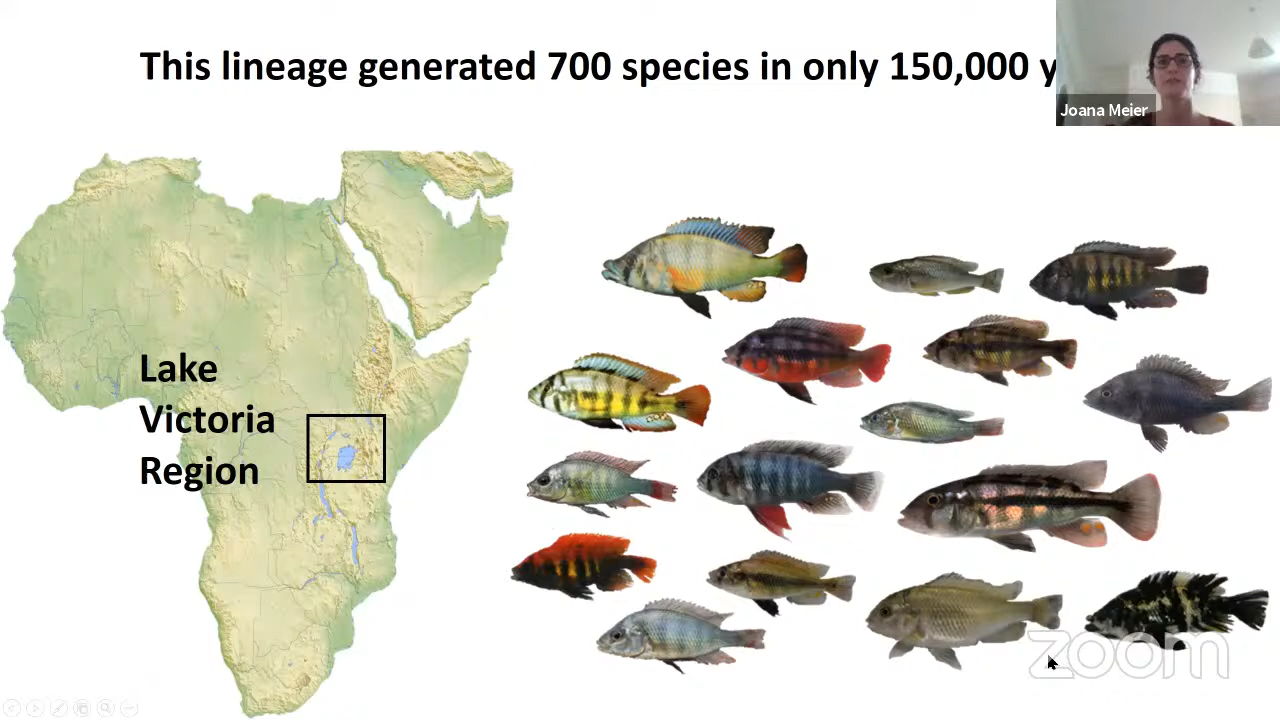 This lineage generated 700 species in only 150,000 y
Joana Meier
Lake
Victoria
Region
zoom